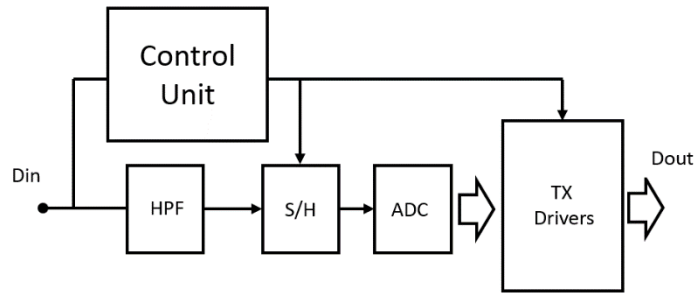 Control
Unit
Din
Dout
HPF
S/H
ADC
TX
Drivers